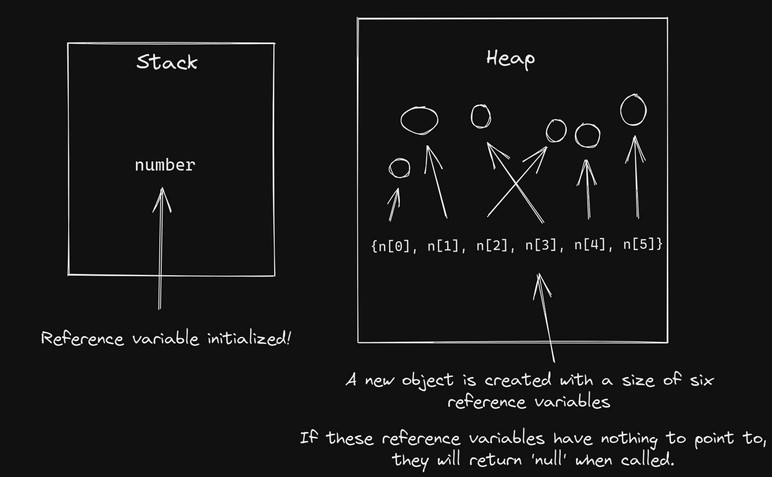 Stack
number
Reference variable initialized!
Heap
{n[0], n[1], n[2], n[3], n[4], n[5]}
A new object is created with a size of six
reference variables
If these reference variables have nothing to point to,
they will return 'null' when called.